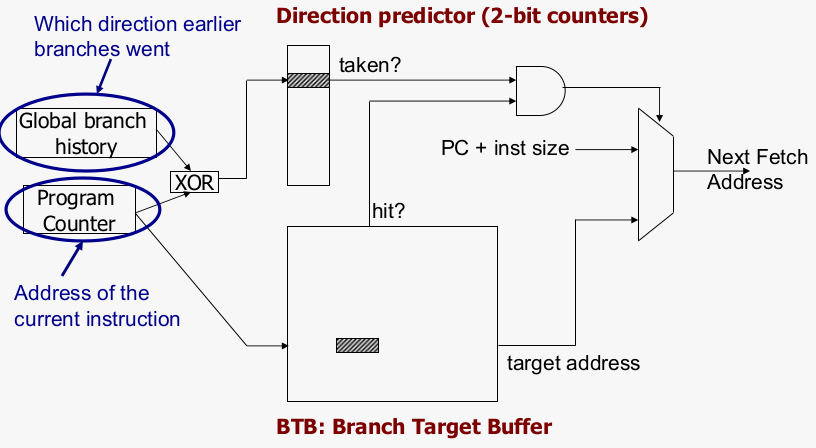 Direction predictor (2-bit counters)
Which direction earlier
branches went
taken?
Global branch
history
PC + inst size
Next Fetch
Address
XOR
Program
Counter
hit?
Address of the
current instruction
target address
BTB: Branch Target Buffer